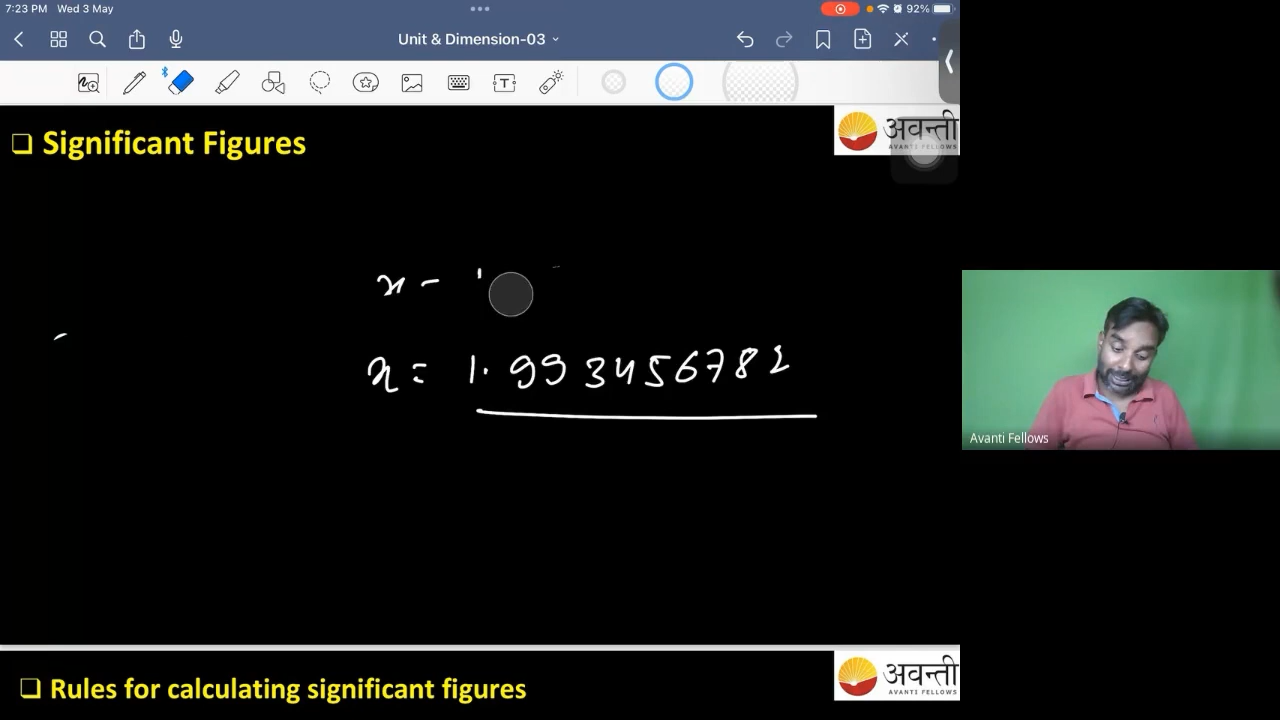 7:23 PM Wed 3 May
92%
Unit & Dimension-03
T
❑ Significant Figures
अवन्ती
AVANTI FELLOWS
x -
x = 1.993456782
Avanti Fellows
❑ Rules for calculating significant figures
अवन्ती
AVANTI FELLOWS